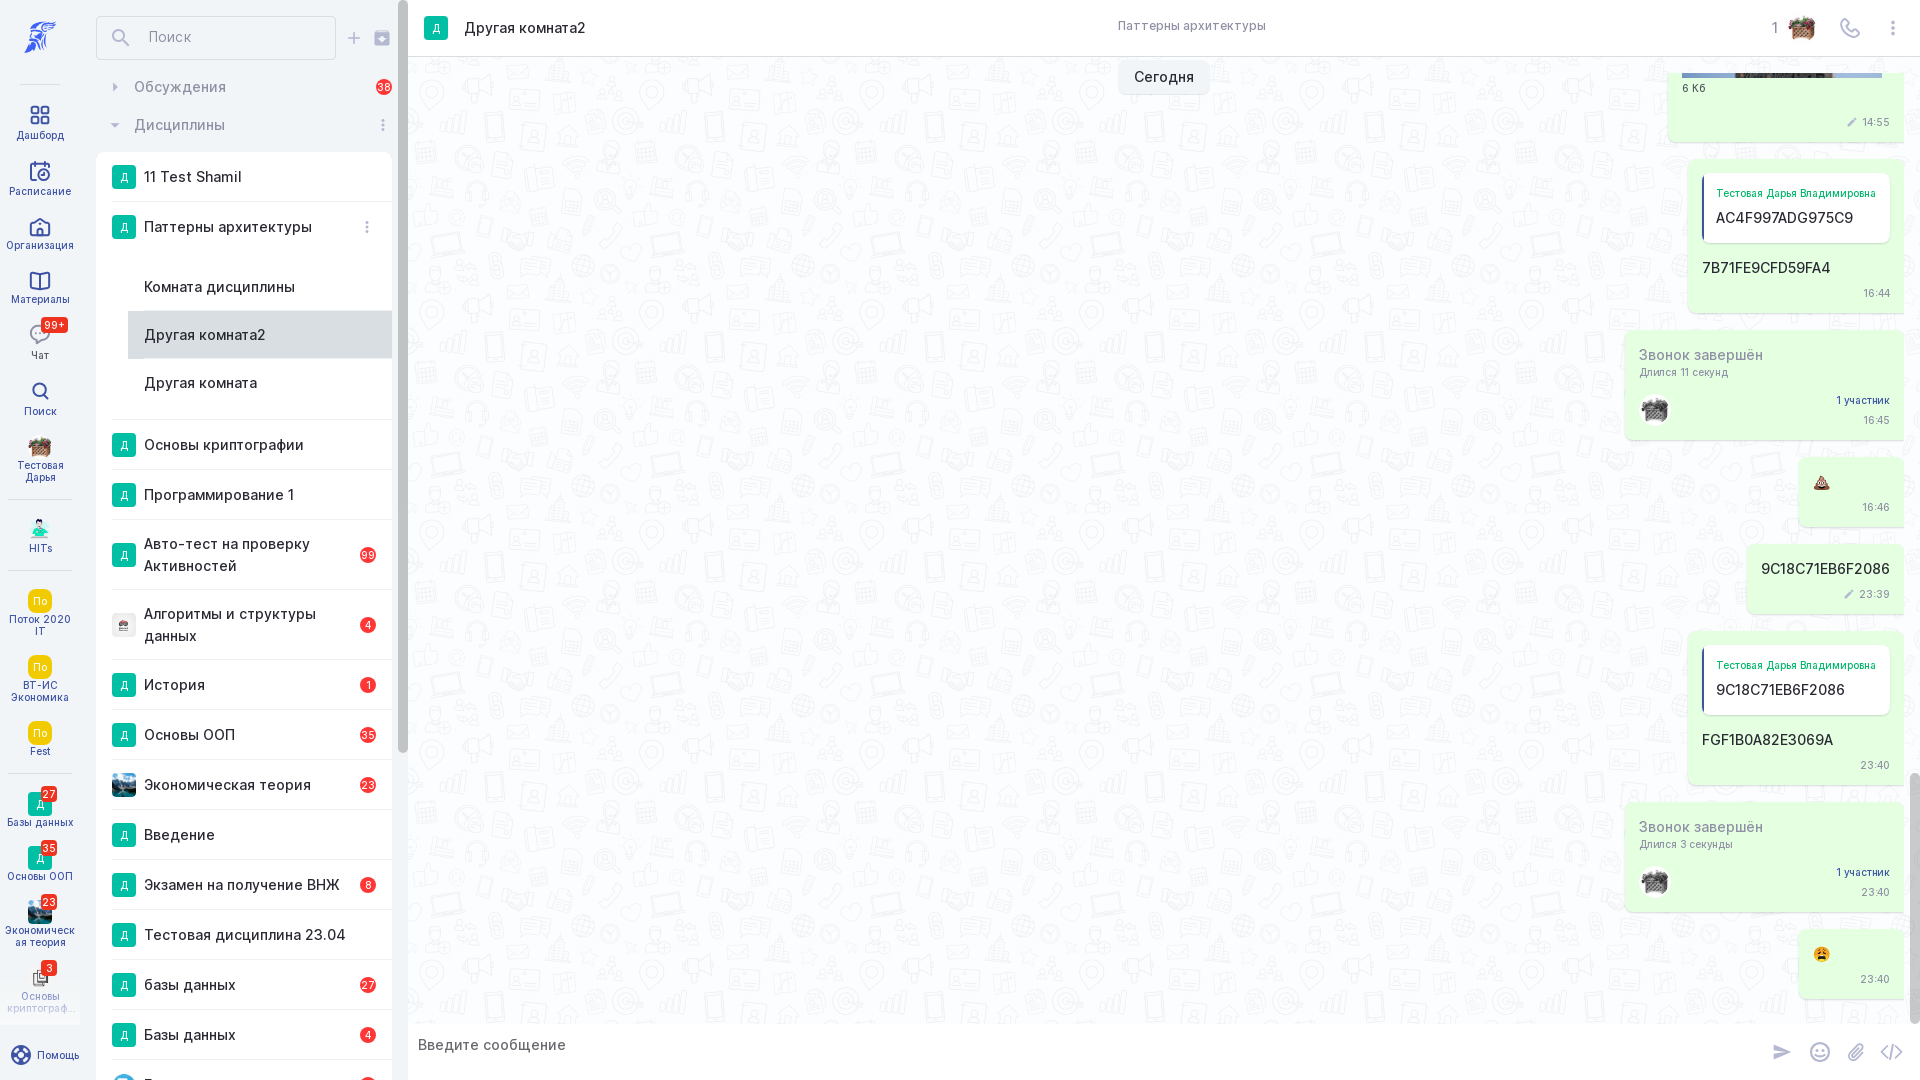 Дашборд
Расписание
Организация
Материалы
99+
Чат
Поиск
Тестовая
Дарья
HITs
По
Поток 2020
IT
По
ВТ-ИС
Экономика
По
Fest
27
Д
Базы данных
35
Д
Основы ООП
23
Экономическ
ая теория
3
Основы
криптограф...
Помощь
Поиск
Обсуждения
38
Дисциплины
Д
11 Test Shamil
Д
Паттерны архитектуры
Комната дисциплины
Другая комната2
Другая комната
Д
Основы криптографии
Д
Программирование 1
Д
Авто-тест на проверку
Активностей
99
Алгоритмы и структуры
данных
4
Д
История
1
Д
Основы ООП
35
Экономическая теория
23
Д
Введение
Д
Экзамен на получение ВНЖ
8
Д
Тестовая дисциплина 23.04
Д
базы данных
27
Д
Базы данных
4
Д
Другая комната2
Паттерны архитектуры
1
Сегодня
6 Кб
14:55
Тестовая Дарья Владимировна
AC4F997ADG975C9
7B71FE9CFD59FA4
16:44
Звонок завершён
Длился 11 секунд
1 участник
16:45
16:46
9C18C71EB6F2086
23:39
Тестовая Дарья Владимировна
9C18C71EB6F2086
FGF1B0A82E3069A
23:40
Звонок завершён
Длился 3 секунды
1 участник
23:40
23:40
Введите сообщение